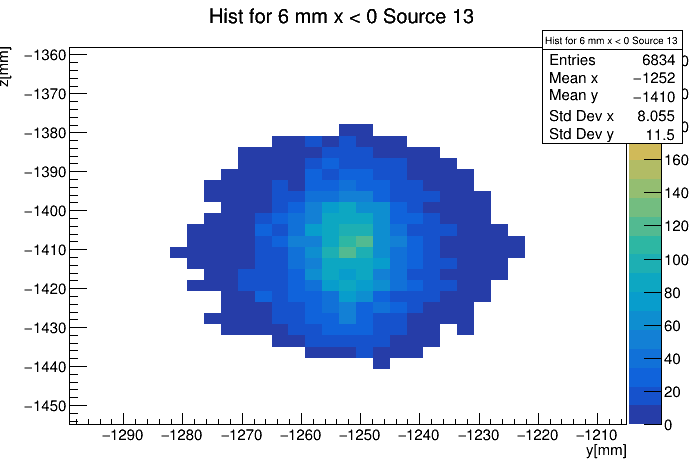 Hist for 6 mm x < 0 Source 13
z[mm]
−1360
−1370
−1380
−1390
−1400
−1410
−1420
−1430
−1440
−1450
Hist for 6 mm x < 0 Source 13
Entries 6834
Mean x −1252
Mean y −1410
Std Dev x 8.055
Std Dev y 11.5
160
140
120
100
80
60
40
20
0
−1290 −1280 −1270 −1260 −1250 −1240 −1230 −1220 −1210
y[mm]